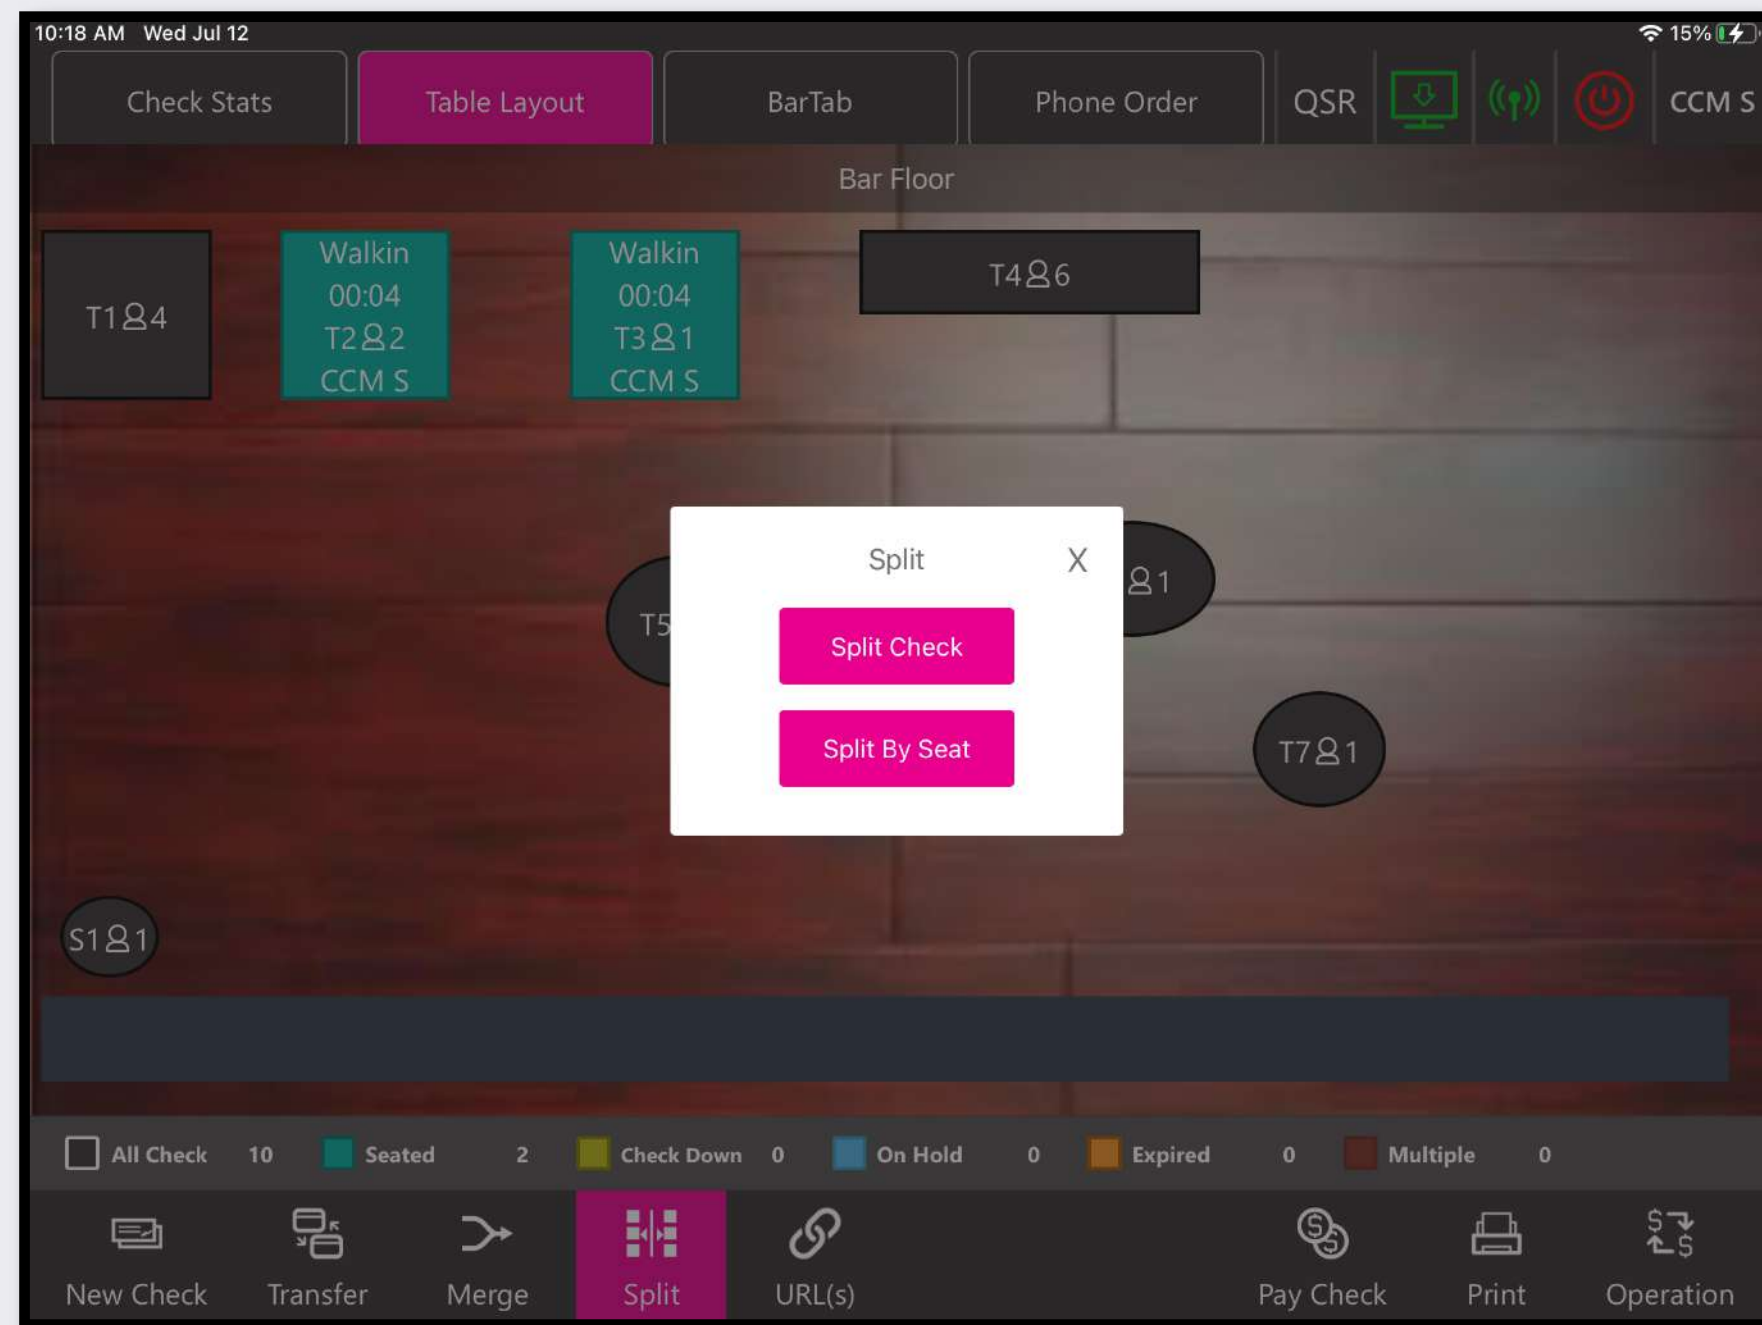 10:18 AM Wed Jul 12 15%
Check Stats Table Layout BarTab Phone Order QSR CCM S
Bar Floor
T1 4
Walkin
00:04
T2 2
CCM S
Walkin
00:04
T3 1
CCM S
T4 6
T5
1
Split X
Split Check
Split By Seat
T7 1
S1 1
All Check 10 Seated 2 Check Down 0 On Hold 0 Expired 0 Multiple 0
New Check Transfer Merge Split URL(s) Pay Check Print Operation